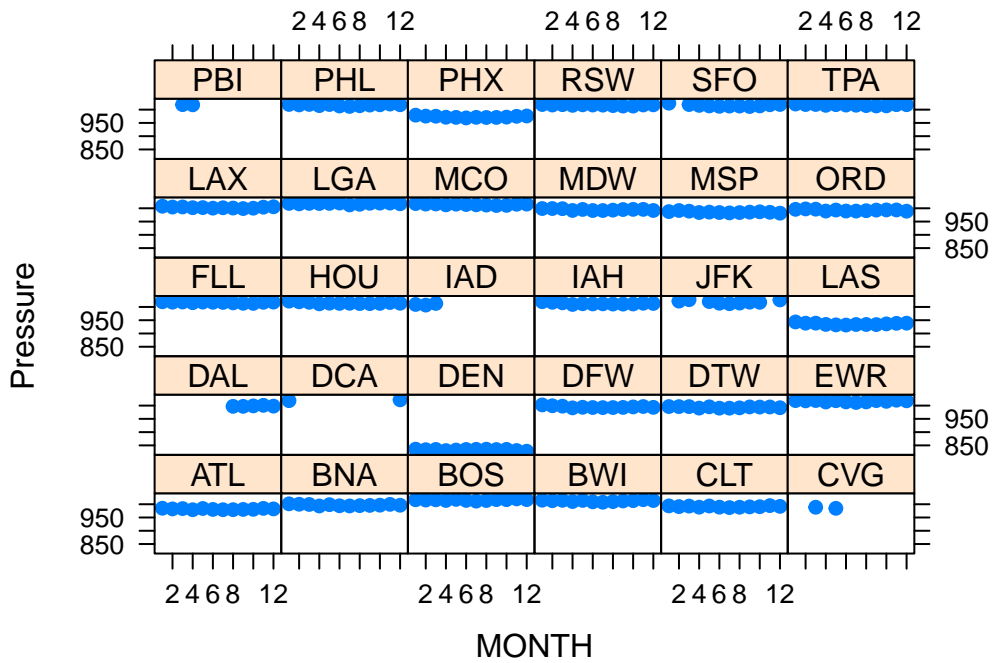 2 4 6 8 12 2 4 6 8 12 2 4 6 8 12
PBI PHL PHX RSW SFO TPA
950
850
LAX LGA MCO MDW MSP ORD
950
850
FLL HOU IAD IAH JFK LAS
950
850
DAL DCA DEN DFW DTW EWR
950
850
ATL BNA BOS BWI CLT CVG
950
850
2 4 6 8 12 2 4 6 8 12 2 4 6 8 12
Pressure
MONTH